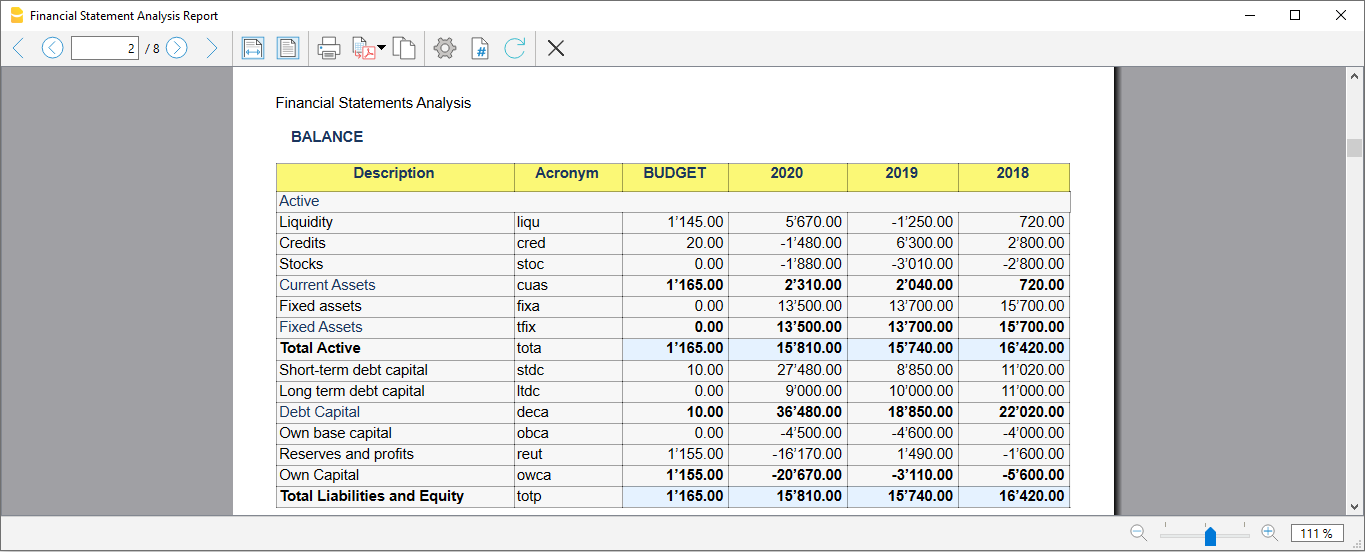 Financial Statement Analysis Report
2 / 8
Financial Statements Analysis
BALANCE
Description Acronym BUDGET 2020 2019 2018
Active
Liquidity liqu 1'145.00 5'670.00 -1'250.00 720.00
Credits cred 20.00 -1'480.00 6'300.00 2'800.00
Stocks stoc 0.00 -1'880.00 -3'010.00 -2'800.00
Current Assets cuas 1'165.00 2'310.00 2'040.00 720.00
Fixed assets fixa 0.00 13'500.00 13'700.00 15'700.00
Fixed Assets tfix 0.00 13'500.00 13'700.00 15'700.00
Total Active tota 1'165.00 15'810.00 15'740.00 16'420.00
Short-term debt capital stdc 10.00 27'480.00 8'850.00 11'020.00
Long term debt capital ltdc 0.00 9'000.00 10'000.00 11'000.00
Debt Capital deca 10.00 36'480.00 18'850.00 22'020.00
Own base capital obca 0.00 -4'500.00 -4'600.00 -4'000.00
Reserves and profits reut 1'155.00 -16'170.00 1'490.00 -1'600.00
Own Capital owca 1'155.00 -20'670.00 -3'110.00 -5'600.00
Total Liabilities and Equity totp 1'165.00 15'810.00 15'740.00 16'420.00
111 %